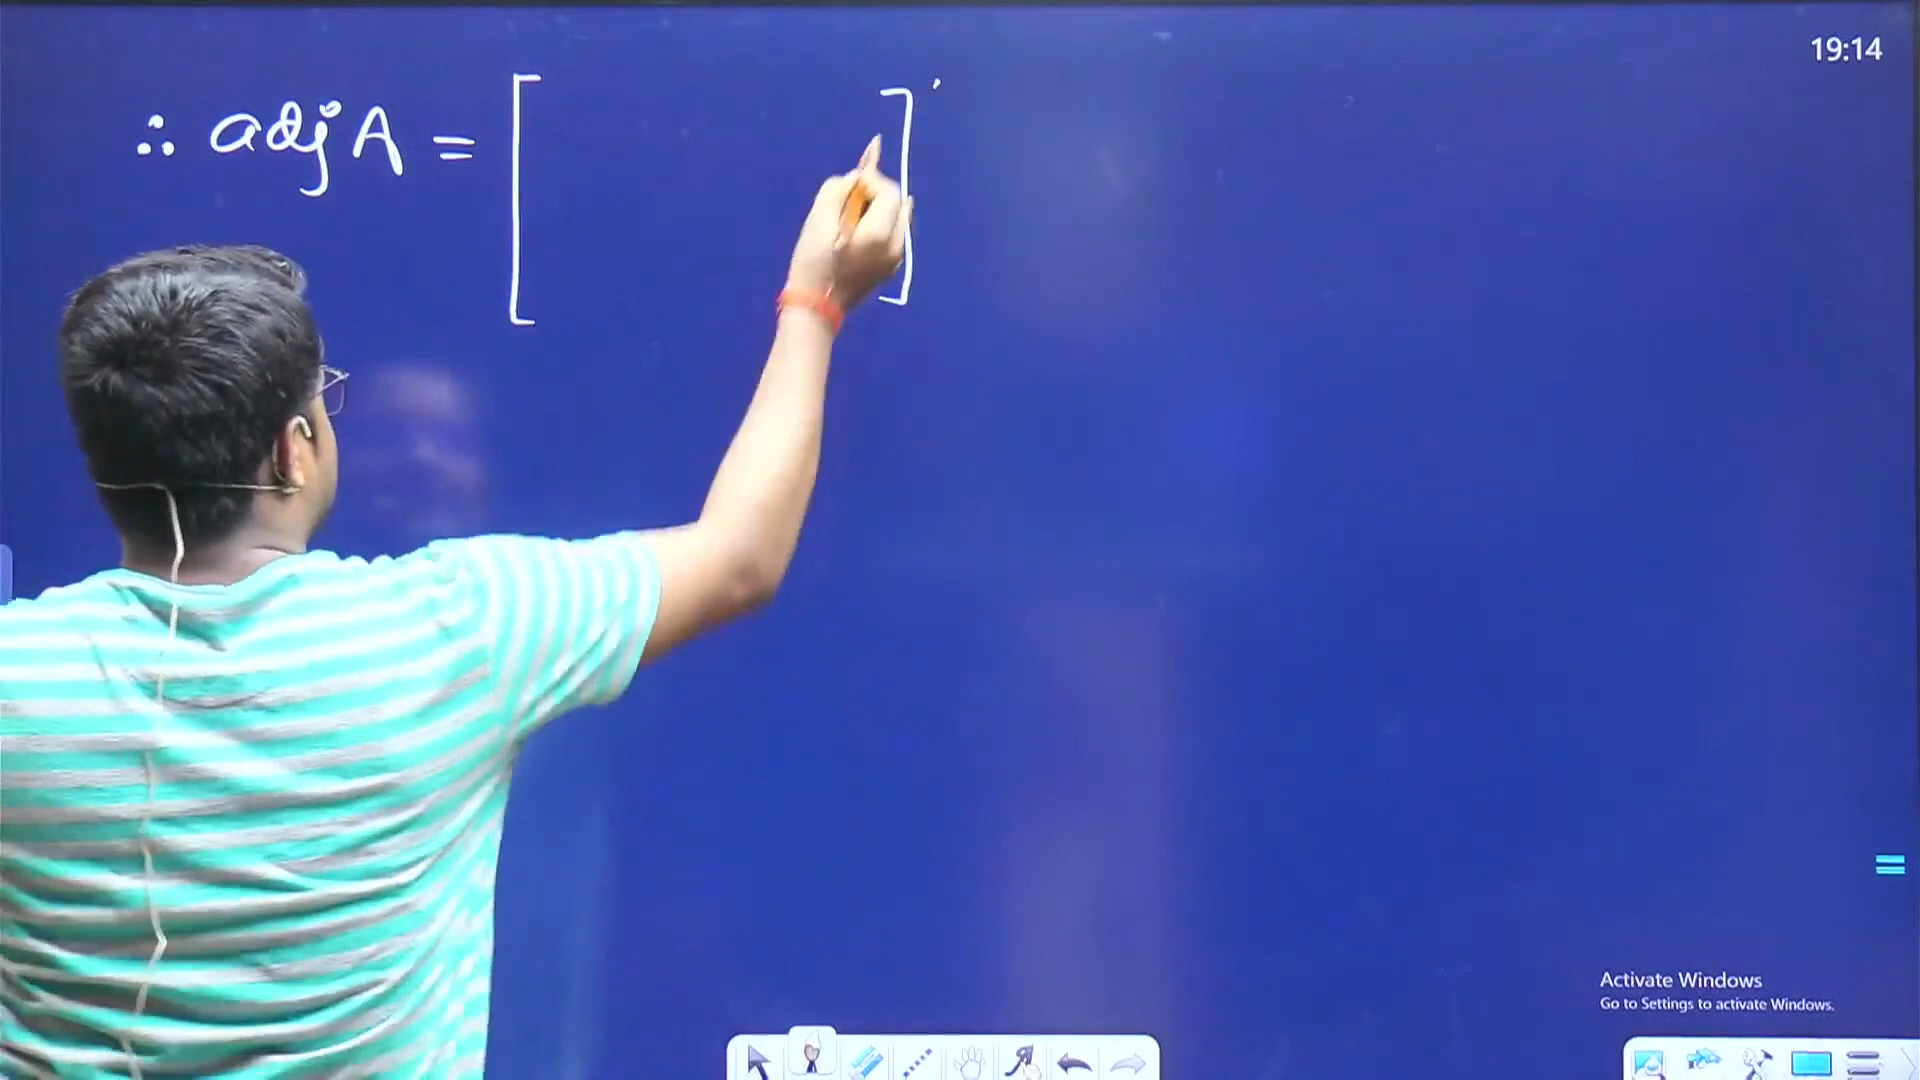 19:14
∴ adj A = [ ]'
Activate Windows
Go to Settings to activate Windows.